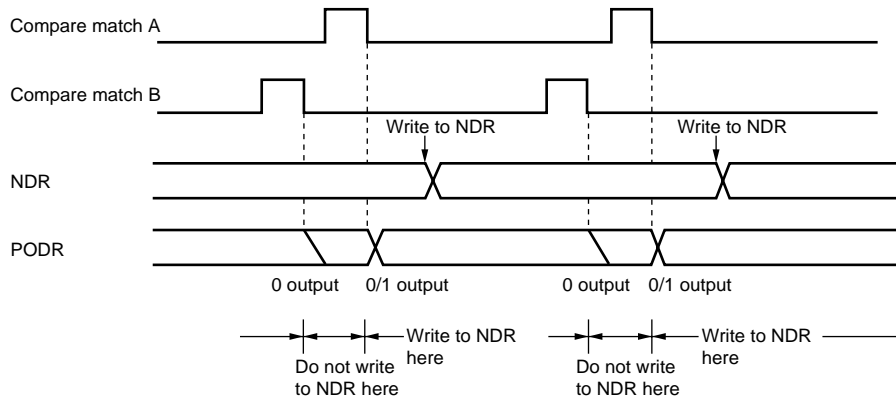 Compare match A
Compare match B
Write to NDR Write to NDR
NDR
PODR
0 output 0/1 output 0 output 0/1 output
Write to NDR
here
Do not write
to NDR here
Write to NDR
here
Do not write
to NDR here